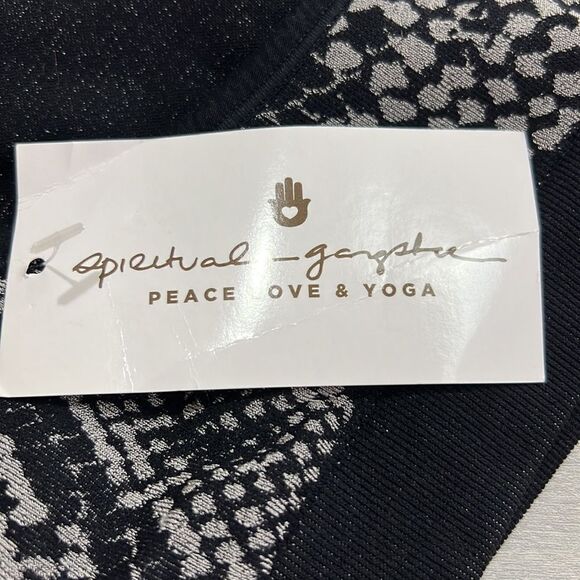 spiritual - gangster
PEACE LOVE & YOGA